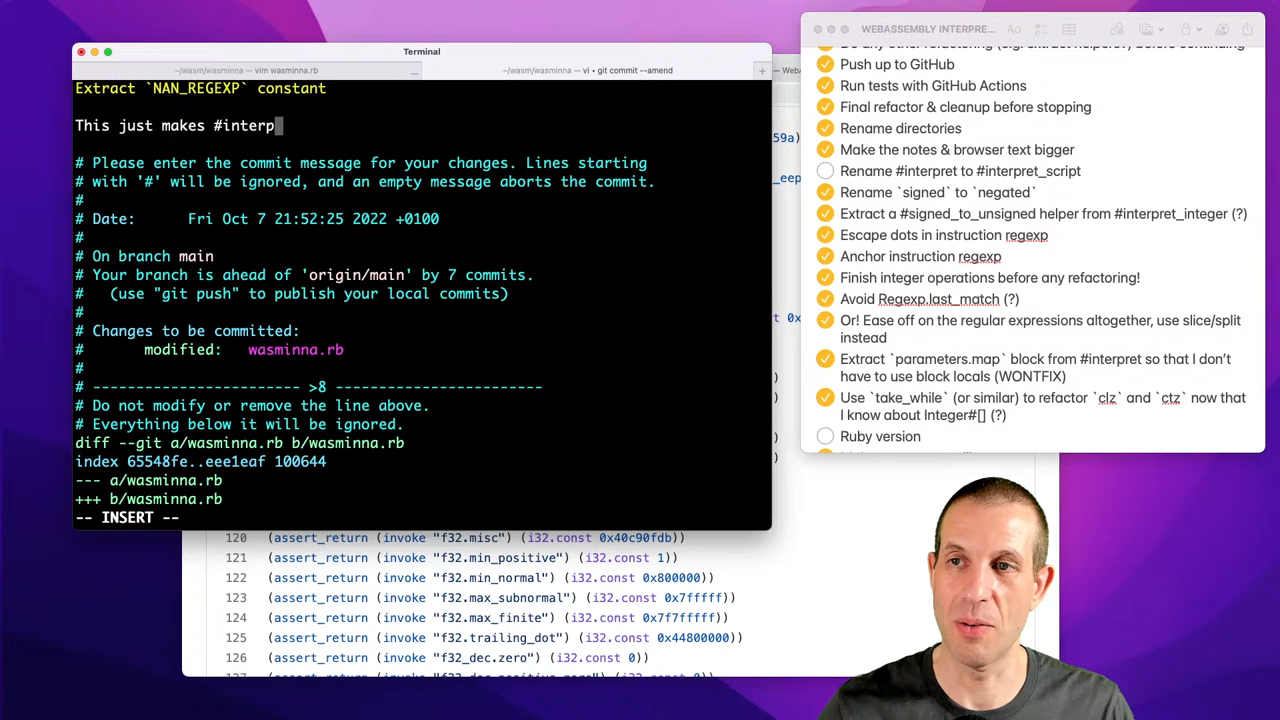 Terminal
~/wasm/wasminna — vim wasminna.rb
...
~/wasm/wasminna — vi • git commit --amend
+
Extract `NAN_REGEXP` constant
This just makes #interp
# Please enter the commit message for your changes. Lines starting
# with '#' will be ignored, and an empty message aborts the commit.
#
# Date:      Fri Oct 7 21:52:25 2022 +0100
#
# On branch main
# Your branch is ahead of 'origin/main' by 7 commits.
#   (use "git push" to publish your local commits)
#
# Changes to be committed:
#       modified:   wasminna.rb
#
# ------------------------ >8 ------------------------
# Do not modify or remove the line above.
# Everything below it will be ignored.
diff --git a/wasminna.rb b/wasminna.rb
index 65548fe..eee1eaf 100644
--- a/wasminna.rb
+++ b/wasminna.rb
-- INSERT --
WEBASSEMBLY INTERPRE...
Aa
Push up to GitHub
Run tests with GitHub Actions
Final refactor & cleanup before stopping
Rename directories
Make the notes & browser text bigger
Rename #interpret to #interpret_script
Rename `signed` to `negated`
Extract a #signed_to_unsigned helper from #interpret_integer (?)
Escape dots in instruction regexp
Anchor instruction regexp
Finish integer operations before any refactoring!
Avoid Regexp.last_match (?)
Or! Ease off on the regular expressions altogether, use slice/split
instead
Extract `parameters.map` block from #interpret so that I don't
have to use block locals (WONTFIX)
Use `take_while` (or similar) to refactor `clz` and `ctz` now that
I know about Integer#[] (?)
Ruby version
WebA
59a)
_eep
t 0x
)
)
)
)
120 (assert_return (invoke "f32.misc") (i32.const 0x40c90fdb))
121 (assert_return (invoke "f32.min_positive") (i32.const 1))
122 (assert_return (invoke "f32.min_normal") (i32.const 0x800000))
123 (assert_return (invoke "f32.max_subnormal") (i32.const 0x7fffff))
124 (assert_return (invoke "f32.max_finite") (i32.const 0x7f7fffff))
125 (assert_return (invoke "f32.trailing_dot") (i32.const 0x44800000))
126 (assert_return (invoke "f32_dec.zero") (i32.const 0))